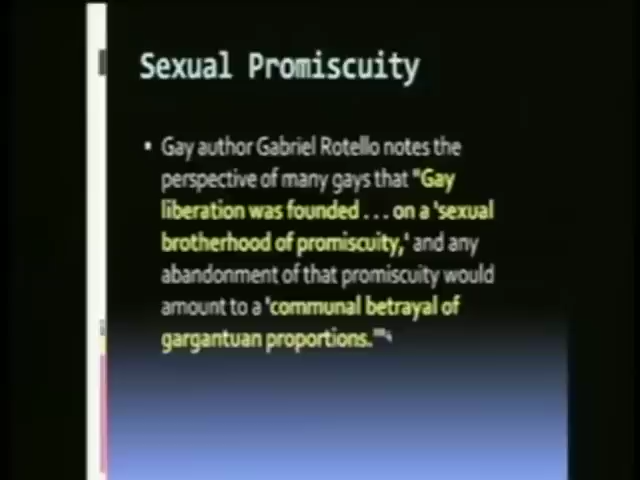 Sexual Promiscuity
• Gay author Gabriel Rotello notes the
perspective of many gays that "Gay
liberation was founded . . . on a 'sexual
brotherhood of promiscuity,' and any
abandonment of that promiscuity would
amount to a 'communal betrayal of
gargantuan proportions.'"